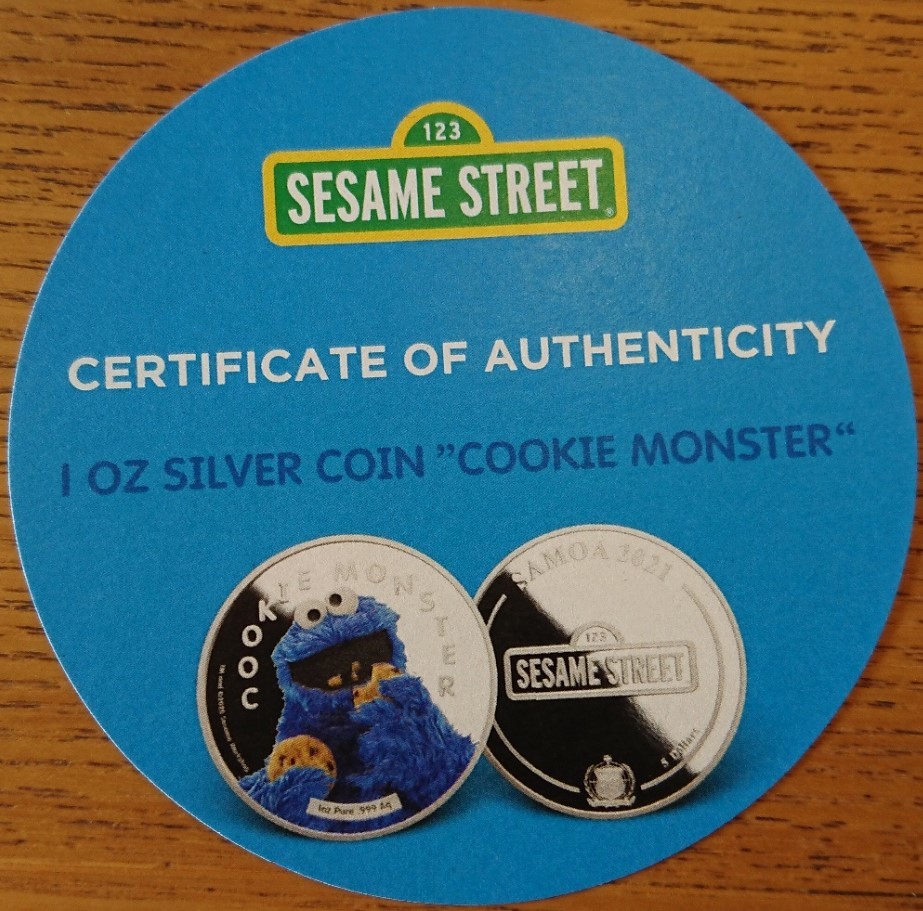 123
SESAME STREET®
CERTIFICATE OF AUTHENTICITY
1 OZ SILVER COIN ”COOKIE MONSTER“
COOKIE MONSTER
1oz Pure .999 Ag
SAMOA 2021
123
SESAME STREET
5 Dollars